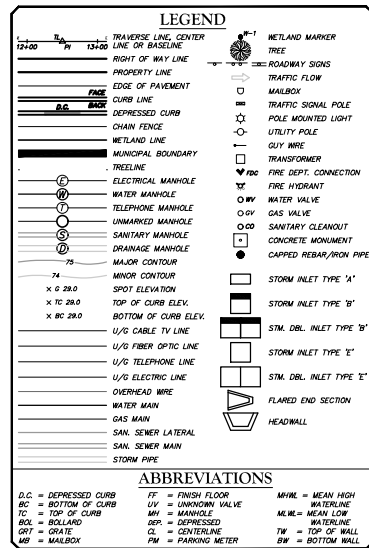 LEGEND
TL
12+00 PI 13+00
TRAVERSE LINE, CENTER
LINE OR BASELINE
RIGHT OF WAY LINE
PROPERTY LINE
EDGE OF PAVEMENT
FACE
CURB LINE
D.C. BACK
DEPRESSED CURB
CHAIN FENCE
WETLAND LINE
MUNICIPAL BOUNDARY
TREELINE
E ELECTRICAL MANHOLE
W WATER MANHOLE
T TELEPHONE MANHOLE
UNMARKED MANHOLE
S SANITARY MANHOLE
D DRAINAGE MANHOLE
75 MAJOR CONTOUR
74 MINOR CONTOUR
× G 29.0 SPOT ELEVATION
× TC 29.0 TOP OF CURB ELEV.
× BC 29.0 BOTTOM OF CURB ELEV.
U/G CABLE TV LINE
U/G FIBER OPTIC LINE
U/G TELEPHONE LINE
U/G ELECTRIC LINE
OVERHEAD WIRE
WATER MAIN
GAS MAIN
SAN. SEWER LATERAL
SAN. SEWER MAIN
STORM PIPE
W-1 WETLAND MARKER
TREE
ROADWAY SIGNS
TRAFFIC FLOW
MAILBOX
TRAFFIC SIGNAL POLE
POLE MOUNTED LIGHT
UTILITY POLE
GUY WIRE
TRANSFORMER
FDC FIRE DEPT. CONNECTION
FIRE HYDRANT
WV WATER VALVE
GV GAS VALVE
CO SANITARY CLEANOUT
CONCRETE MONUMENT
CAPPED REBAR/IRON PIPE
STORM INLET TYPE 'A'
STORM INLET TYPE 'B'
STM. DBL. INLET TYPE 'B'
STORM INLET TYPE 'E'
STM. DBL. INLET TYPE 'E'
FLARED END SECTION
HEADWALL
ABBREVIATIONS
D.C. = DEPRESSED CURB
BC = BOTTOM OF CURB
TC = TOP OF CURB
BOL = BOLLARD
GRT = GRATE
MB = MAILBOX
FF = FINISH FLOOR
UV = UNKNOWN VALVE
MH = MANHOLE
DEP. = DEPRESSED
CL = CENTERLINE
PM = PARKING METER
MHWL = MEAN HIGH
WATERLINE
MLWL = MEAN LOW
WATERLINE
TW = TOP OF WALL
BW = BOTTOM WALL